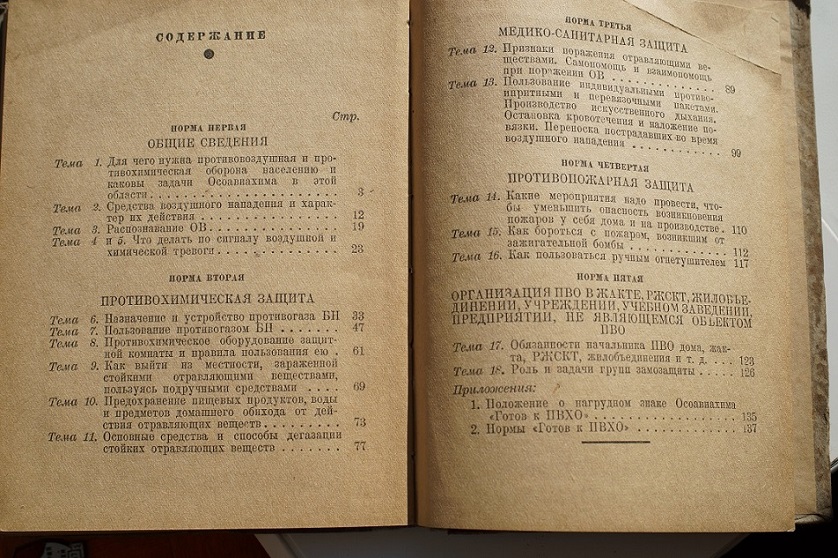 СОДЕРЖАНИЕ
Стр.
НОРМА ПЕРВАЯ
ОБЩИЕ СВЕДЕНИЯ
Тема 1. Для чего нужна противовоздушная и про-
тивохимическая оборона населению и
каковы задачи Осоавиахима в этой
области . . . . . . . . . . . . . . . . 3
Тема 2. Средства воздушного нападения и харак-
тер их действия . . . . . . . . . . . . . 12
Тема 3. Распознавание ОВ . . . . . . . . . . . . 19
Тема 4 и 5. Что делать по сигналу воздушной и
химической тревоги . . . . . . . . . . . 23
НОРМА ВТОРАЯ
ПРОТИВОХИМИЧЕСКАЯ ЗАЩИТА
Тема 6. Назначение и устройство противогаза БН 33
Тема 7. Пользование противогазом БН . . . . . 47
Тема 8. Противохимическое оборудование защит-
ной комнаты и правила пользования ею . 61
Тема 9. Как выйти из местности, зараженной
стойкими отравляющими веществами,
пользуясь подручными средствами . . . . 69
Тема 10. Предохранение пищевых продуктов, воды
и предметов домашнего обихода от дей-
ствия отравляющих веществ . . . . . . . . 73
Тема 11. Основные средства и способы дегазации
стойких отравляющих веществ . . . . . . . 77
НОРМА ТРЕТЬЯ
МЕДИКО-САНИТАРНАЯ ЗАЩИТА
Тема 12. Признаки поражения отравляющими ве-
ществами. Самопомощь и взаимопомощь
при поражении ОВ . . . . . . . . . . . . 89
Тема 13. Пользование индивидуальными противо-
ипритными и перевязочными пакетами.
Производство искусственного дыхания.
Остановка кровотечения и наложение по-
вязки. Переноска пострадавших во время
воздушного нападения . . . . . . . . . . 99
НОРМА ЧЕТВЕРТАЯ
ПРОТИВОПОЖАРНАЯ ЗАЩИТА
Тема 14. Какие мероприятия надо провести, что-
бы уменьшить опасность возникновения
пожаров у себя дома и на производстве . 110
Тема 15. Как бороться с пожаром, возникшим от
зажигательной бомбы . . . . . . . . . . . 112
Тема 16. Как пользоваться ручным огнетушителем 117
НОРМА ПЯТАЯ
ОРГАНИЗАЦИЯ ПВО В ЖАКТЕ, РЖСКТ, ЖИЛОБЪЕ-
ДИНЕНИИ, УЧРЕЖДЕНИИ, УЧЕБНОМ ЗАВЕДЕНИИ,
ПРЕДПРИЯТИИ, НЕ ЯВЛЯЮЩЕМСЯ ОБЪЕКТОМ
ПВО
Тема 17. Обязанности начальника ПВО дома, жак-
та, РЖСКТ, жилобъединения и т. д. . . . 123
Тема 18. Роль и задачи групп самозащиты . . . . 126
Приложения:
1. Положение о нагрудном знаке Осоавиахима
«Готов к ПВХО» . . . . . . . . . . . . . . 135
2. Нормы «Готов к ПВХО» . . . . . . . . . . 137